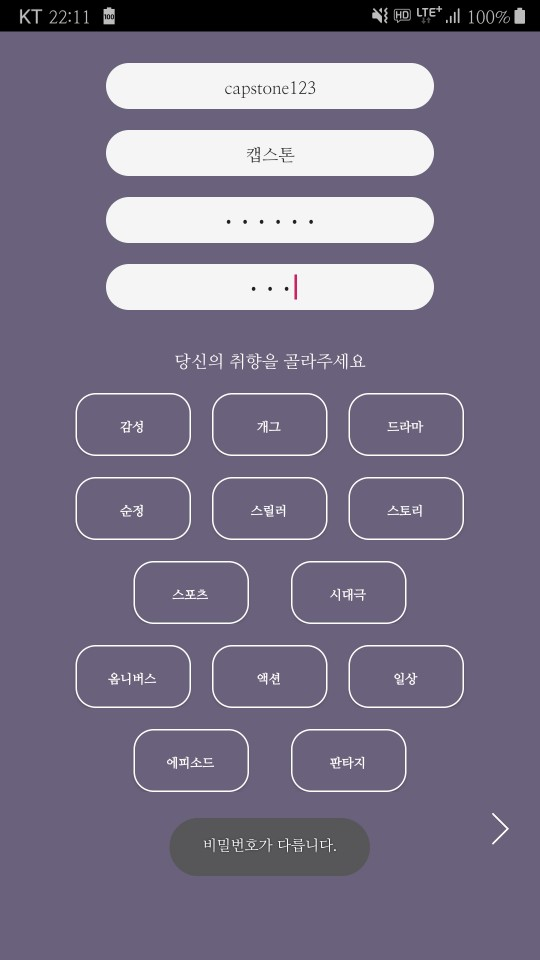 KT 22:11 100 HD LTE+ 100%
capstone123
캡스톤
••••••
•••
당신의 취향을 골라주세요
감성 개그 드라마
순정 스릴러 스토리
스포츠 시대극
옴니버스 액션 일상
에피소드 판타지
비밀번호가 다릅니다.